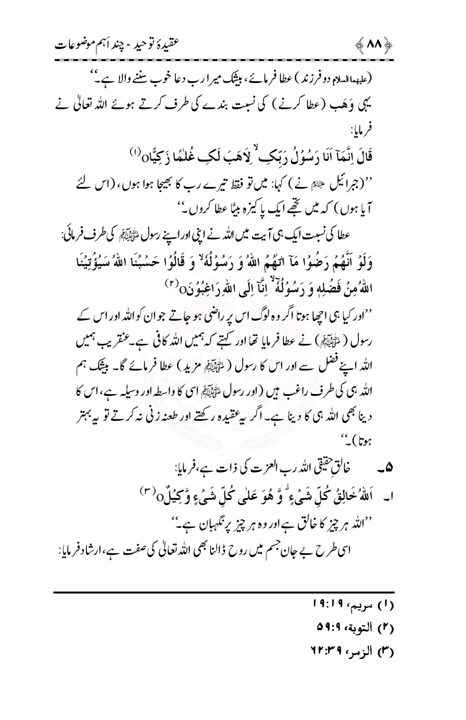 ﴿۸۸﴾ عقیدۂ توحید - چند اہم موضوعات
(علیہما السلام دو فرزند) عطا فرمائے، بیشک میرا رب دعا خوب سننے والا ہے۔‘‘
یہی وَهَب (عطا کرنے) کی نسبت بندے کی طرف کرتے ہوئے اللہ تعالیٰ نے
فرمایا:
قَالَ اِنَّمَآ اَنَا رَسُوْلُ رَبِّکِ ۖ لِاَهَبَ لَکِ غُلٰمًا زَکِیًّا o (۱)
’’(جبرائیل علیہ السلام نے) کہا: میں تو فقط تیرے رب کا بھیجا ہوا ہوں، (اس لئے
آیا ہوں) کہ میں تجھے ایک پاکیزہ بیٹا عطا کروں۔‘‘
عطا کی نسبت ایک ہی آیت میں اللہ نے اپنی اور اپنے رسول ﷺ کی طرف فرمائی:
وَلَوْ اَنَّهُمْ رَضُوْا مَآ اٰتٰهُمُ اللهُ وَ رَسُوْلُهٗ ۙ وَ قَالُوْا حَسْبُنَا اللهُ سَیُؤْتِیْنَا
اللهُ مِنْ فَضْلِهٖ وَ رَسُوْلُهٗٓ ۙ اِنَّآ اِلَی اللهِ رَاغِبُوْنَ o (۲)
’’اور کیا ہی اچھا ہوتا اگر وہ لوگ اس پر راضی ہو جاتے جو ان کو اللہ اور اس کے
رسول (ﷺ) نے عطا فرمایا تھا اور کہتے کہ ہمیں اللہ کافی ہے۔ عنقریب ہمیں
اللہ اپنے فضل سے اور اس کا رسول (ﷺ مزید) عطا فرمائے گا۔ بیشک ہم
اللہ ہی کی طرف راغب ہیں (اور رسول ﷺ اسی کا واسطہ اور وسیلہ ہے، اس کا
دینا بھی اللہ ہی کا دینا ہے۔ اگر یہ عقیدہ رکھتے اور طعنہ زنی نہ کرتے تو یہ بہتر
ہوتا)۔‘‘
۵۔ خالقِ حقیقی اللہ رب العزت کی ذات ہے، فرمایا:
۱۔ اَللهُ خَالِقُ کُلِّ شَیْءٍ ۫ وَّ هُوَ عَلٰی کُلِّ شَیْءٍ وَّکِیْلٌ o (۳)
’’اللہ ہر چیز کا خالق ہے اور وہ ہر چیز پر نگہبان ہے۔‘‘
اسی طرح بے جان جسم میں روح ڈالنا بھی اللہ تعالیٰ کی صفت ہے، ارشاد فرمایا:
(۱) مریم، ۱۹:۱۹
(۲) التوبة، ۵۹:۹
(۳) الزمر، ۶۲:۳۹